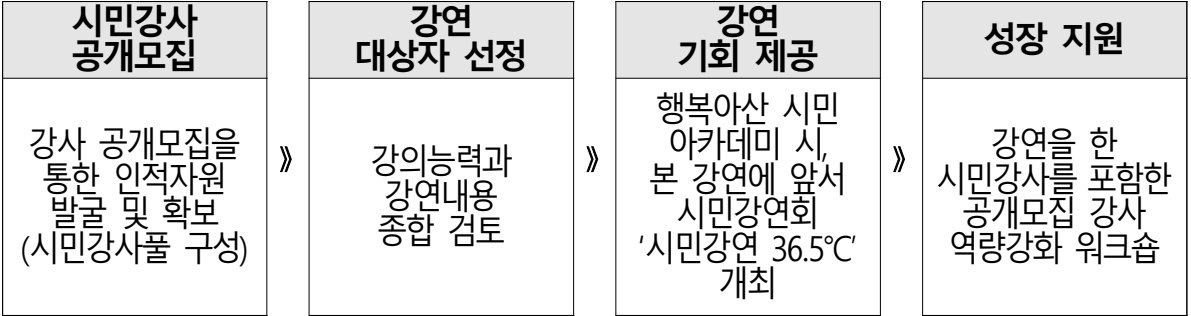 시민강사
공개모집
강사 공개모집을
통한 인적자원
발굴 및 확보
(시민강사풀 구성)
》
강연
대상자 선정
강의능력과
강연내용
종합 검토
》
강연
기회 제공
행복아산 시민
아카데미 시,
본 강연에 앞서
시민강연회
'시민강연 36.5℃'
개최
》
성장 지원
강연을 한
시민강사를 포함한
공개모집 강사
역량강화 워크숍